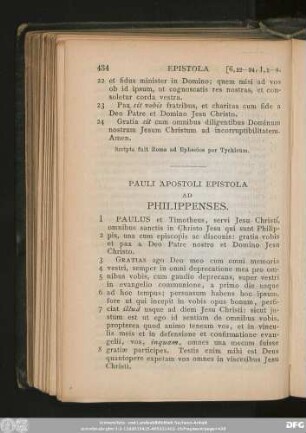 434 EPISTOLA [6,22—24. I,1—8.
22 et fidus minister in Domino: quem misi ad vos
ob id ipsum, ut cognoscatis res nostras, et con-
soletur corda vestra.
23 Pax sit vobis fratribus, et charitas cum fide a
Deo Patre et Domino Jesu Christo.
24 Gratia sit cum omnibus diligentibus Dominum
nostrum Jesum Christum ad incorruptibilitatem.
Amen.
Scripta fuit Roma ad Ephesios per Tychicum.
PAULI APOSTOLI EPISTOLA
AD
PHILIPPENSES.
1 PAULUS et Timotheus, servi Jesu Christi,
omnibus sanctis in Christo Jesu qui sunt Philip-
2 pis, una cum episcopis ac diaconis: gratia vobis
et pax a Deo Patre nostro et Domino Jesu
Christo.
3 GRATIAS ago Deo meo cum omni memoria
4 vestri, semper in omni deprecatione mea pro om-
5 nibus vobis, cum gaudio deprecans, super vestri
in evangelio communione, a primo die usque
6 ad hoc tempus; persuasum habens hoc ipsum,
fore ut qui incepit in vobis opus bonum, perfi-
7 ciat illud usque ad diem Jesu Christi: sicut ju-
stum est ut ego id sentiam de omnibus vobis,
propterea quod animo teneam vos, et in vincu-
lis meis et in defensione et confirmatione evan-
gelii, vos, inquam, omnes una mecum fuisse
8 gratiæ participes. Testis enim mihi est Deus
quantopere expetam vos omnes in visceribus Jesu
Christi.